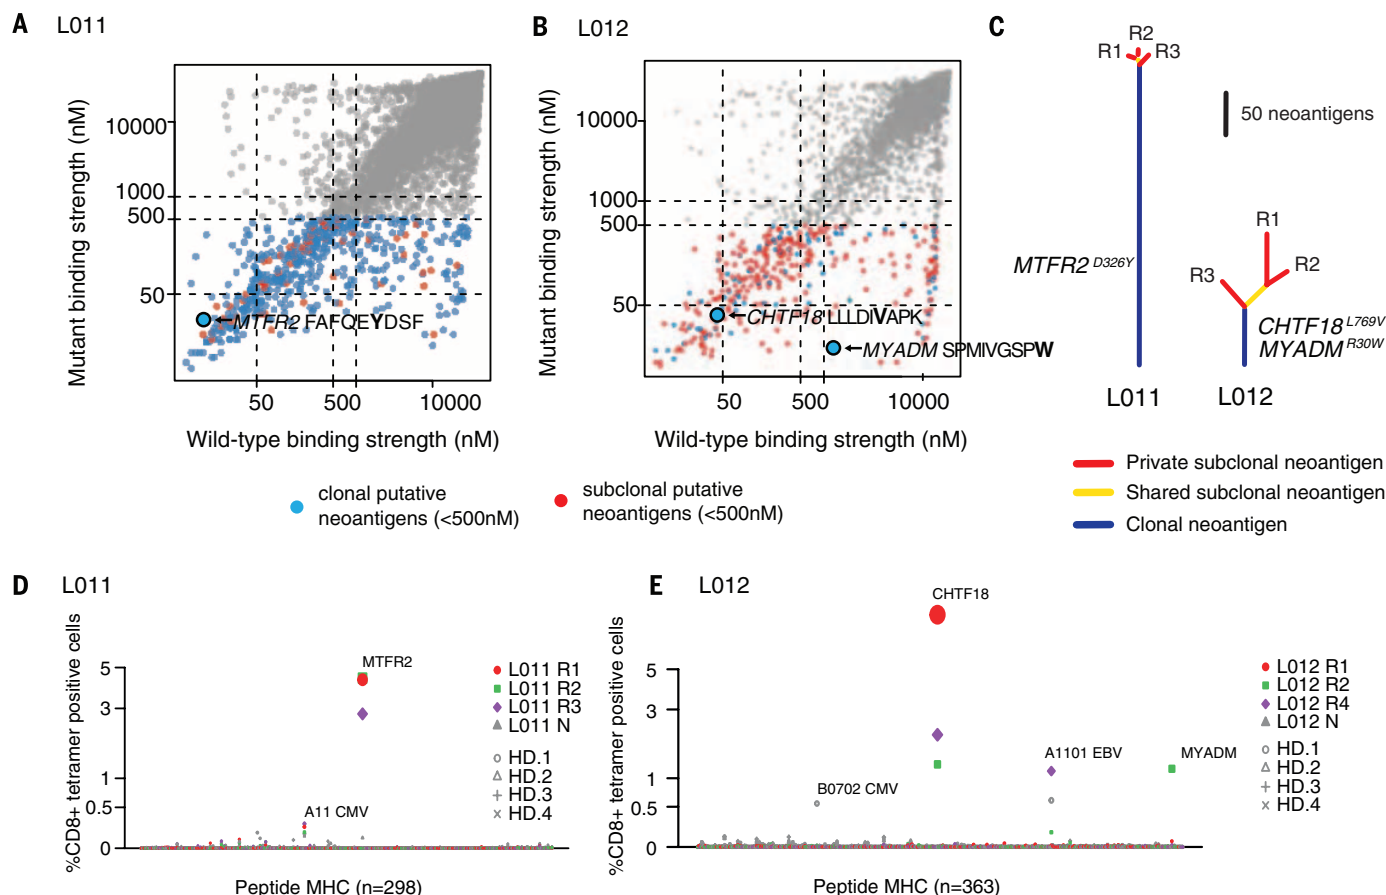 A L011
Mutant binding strength (nM)
10000
1000
500
50
MTFR2 FAFQEYDSF
50 500 10000
Wild-type binding strength (nM)
B L012
Mutant binding strength (nM)
10000
1000
500
50
CHTF18 LLLDIVAPK
MYADM SPMIVGSPW
50 500 10000
Wild-type binding strength (nM)
clonal putative
neoantigens (<500nM)
subclonal putative
neoantigens (<500nM)
C
R2
R1 R3
50 neoantigens
MTFR2 D326Y
R1
R3 R2
CHTF18 L769V
MYADM R30W
L011 L012
Private subclonal neoantigen
Shared subclonal neoantigen
Clonal neoantigen
D L011
%CD8+ tetramer positive cells
5
3
1
0.5
0
MTFR2
A11 CMV
L011 R1
L011 R2
L011 R3
L011 N
HD.1
HD.2
HD.3
HD.4
Peptide MHC (n=298)
E L012
%CD8+ tetramer positive cells
5
3
1
0.5
0
CHTF18
B0702 CMV
A1101 EBV
MYADM
L012 R1
L012 R2
L012 R4
L012 N
HD.1
HD.2
HD.3
HD.4
Peptide MHC (n=363)